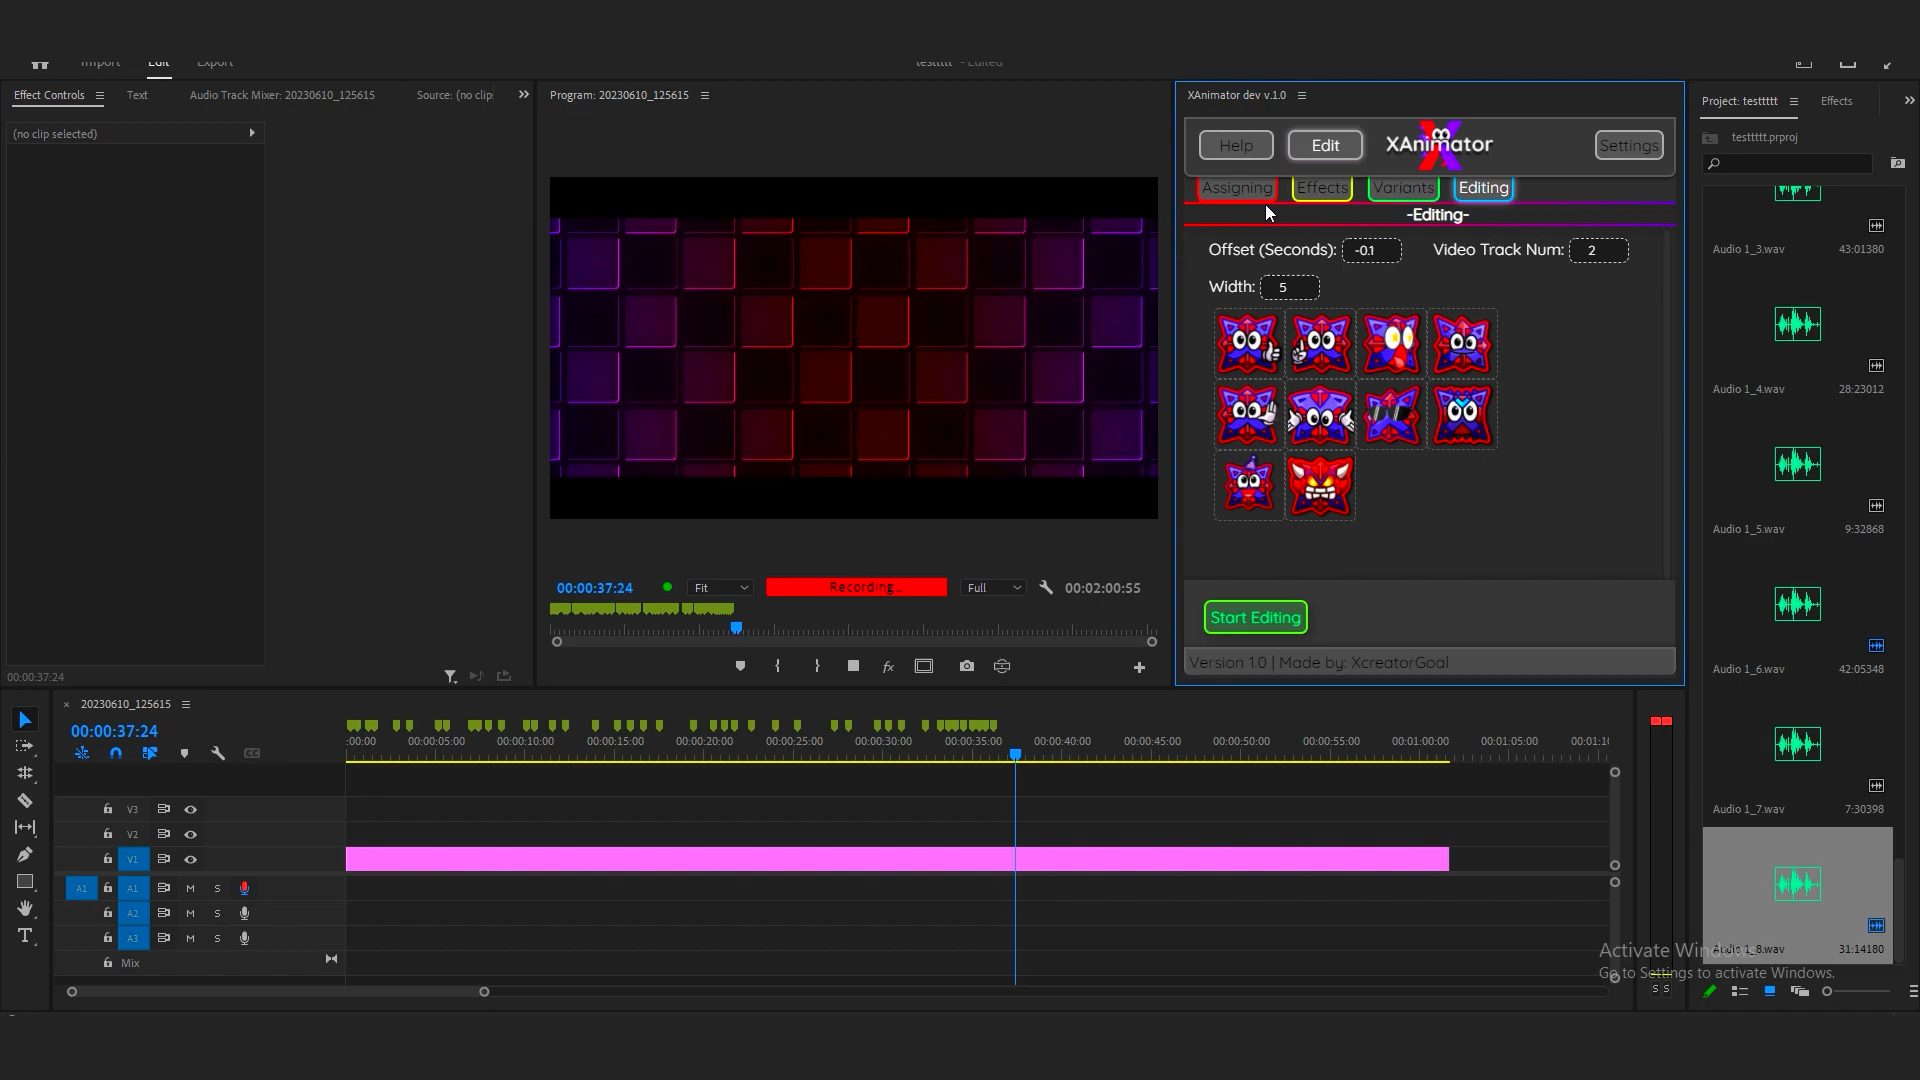 Import Edit Export
testtttt - Edited
Effect Controls
Text
Audio Track Mixer: 20230610_125615
Source: (no clip
Program: 20230610_125615
XAnimator dev v.1.0
Project: testtttt
Effects
(no clip selected)
testtttt.prproj
Help
Edit
XAnimator
Settings
Assigning
Effects
Variants
Editing
-Editing-
Offset (Seconds): -0.1
Video Track Num: 2
Width: 5
Start Editing
Version 1.0 | Made by: XcreatorGoal
00:00:37:24
Fit
Recording...
Full
00:02:00:55
fx
00:00:37:24
Audio 1_3.wav 43:01380
Audio 1_4.wav 28:23012
Audio 1_5.wav 9:32868
Audio 1_6.wav 42:05348
Audio 1_7.wav 7:30398
Audio 1_8.wav 31:14180
× 20230610_125615
00:00:37:24
:00:00 00:00:05:00 00:00:10:00 00:00:15:00 00:00:20:00 00:00:25:00 00:00:30:00 00:00:35:00 00:00:40:00 00:00:45:00 00:00:50:00 00:00:55:00 00:01:00:00 00:01:05:00 00:01:10
CC
V3
V2
V1
A1 A1 M S
A2 M S
A3 M S
Mix
T
S S
Activate Windows
Go to Settings to activate Windows.